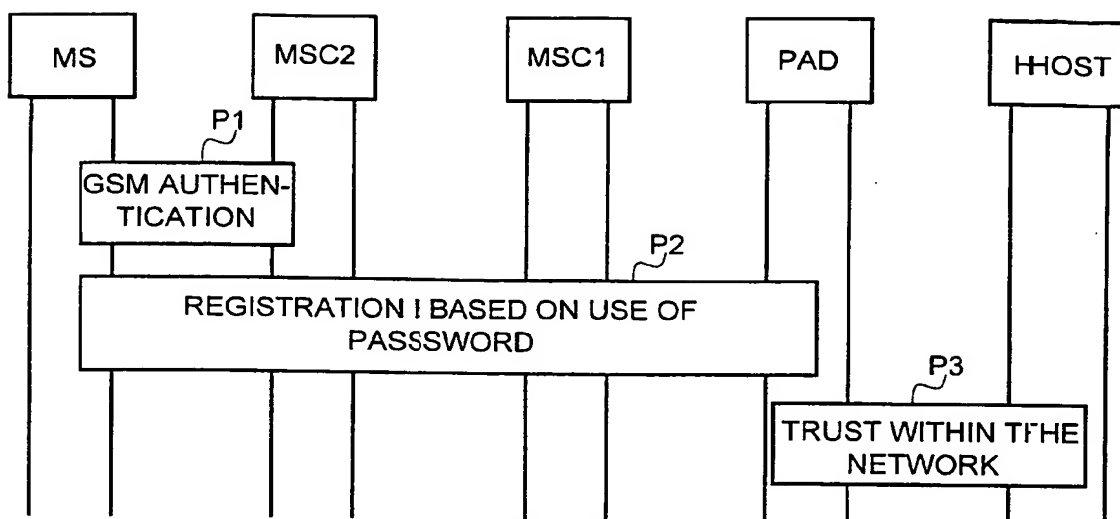 MS
MSC2
MSC1
PAD
HHOST
P1
GSM AUTHEN-
TICATION
P2
REGISTRATION I BASED ON USE OF
PASSSWORD
P3
TRUST WITHIN TFHE
NETWORK